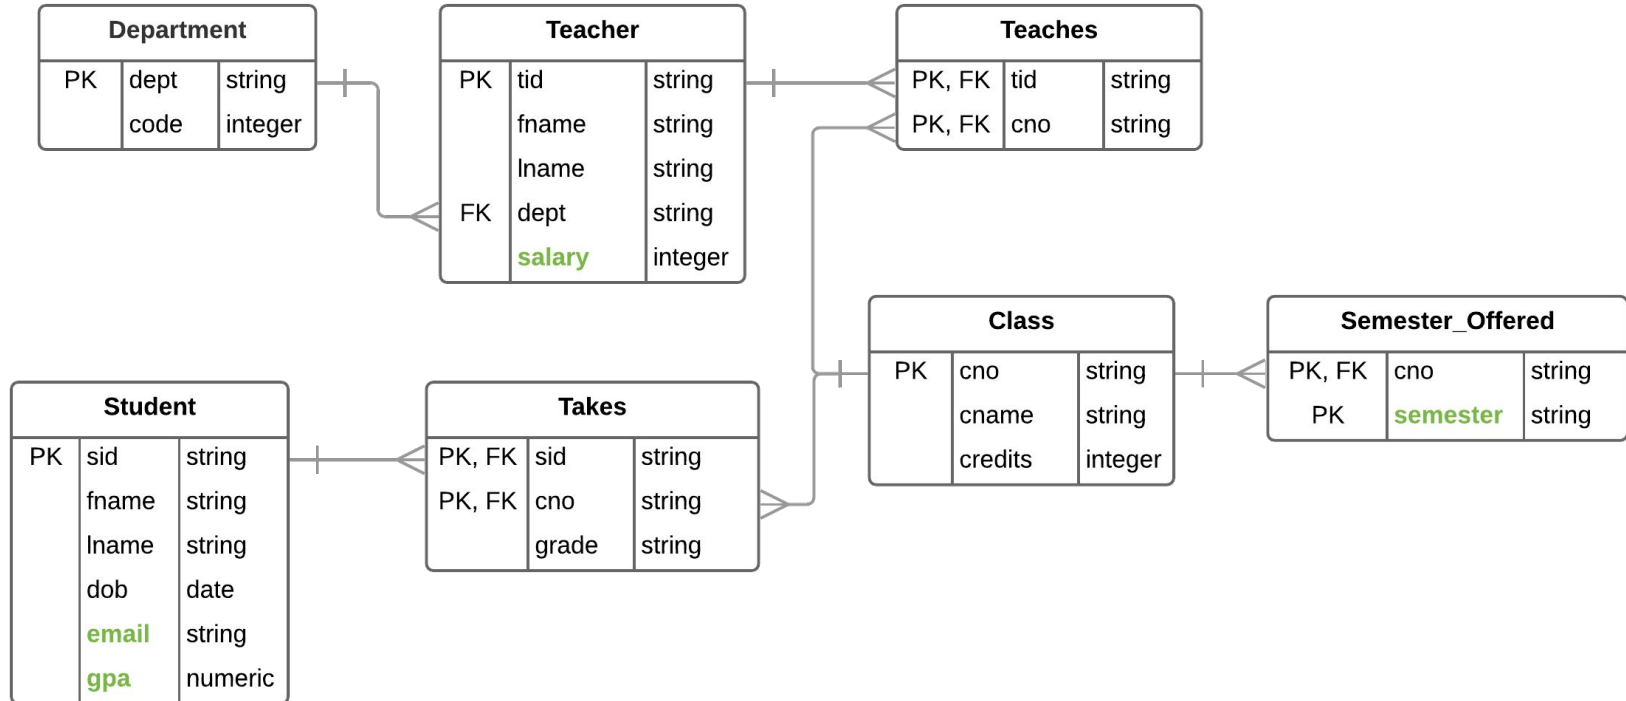 Department
PK dept string
code integer
Teacher
PK tid string
fname string
lname string
FK dept string
salary integer
Teaches
PK, FK tid string
PK, FK cno string
Class
PK cno string
cname string
credits integer
Semester_Offered
PK, FK cno string
PK semester string
Student
PK sid string
fname string
lname string
dob date
email string
gpa numeric
Takes
PK, FK sid string
PK, FK cno string
grade string